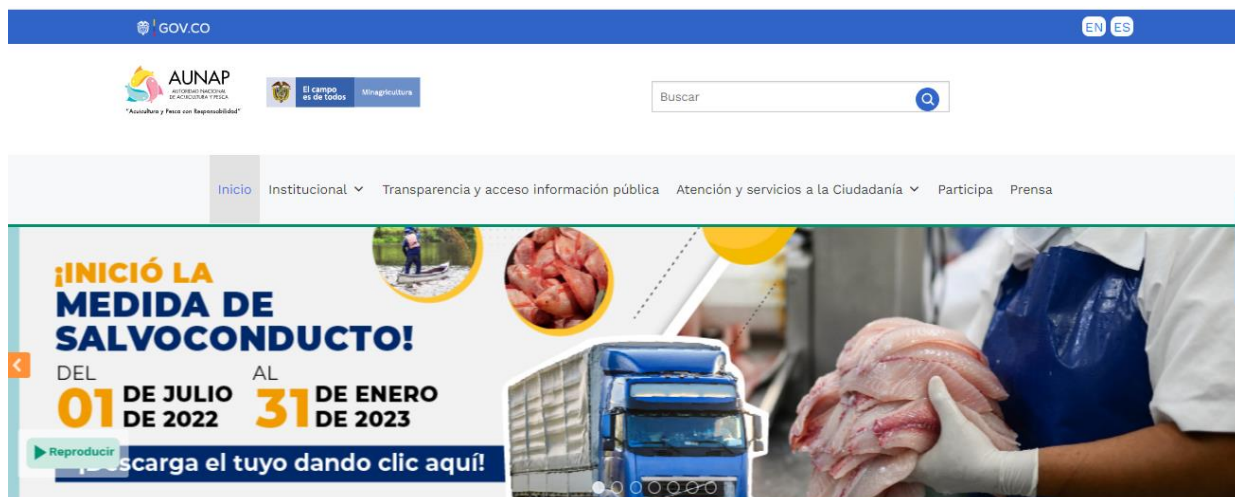 GOV.CO
EN ES
AUNAP
AUTORIDAD NACIONAL
DE ACUICULTURA Y PESCA
"Acuicultura y Pesca con Responsabilidad"
El campo
es de todos
Minagricultura
Buscar
Inicio Institucional Transparencia y acceso información pública Atención y servicios a la Ciudadanía Participa Prensa
¡INICIÓ LA
MEDIDA DE
SALVOCONDUCTO!
DEL 01 DE JULIO DE 2022
AL 31 DE ENERO DE 2023
Reproducir
¡Descarga el tuyo dando clic aquí!